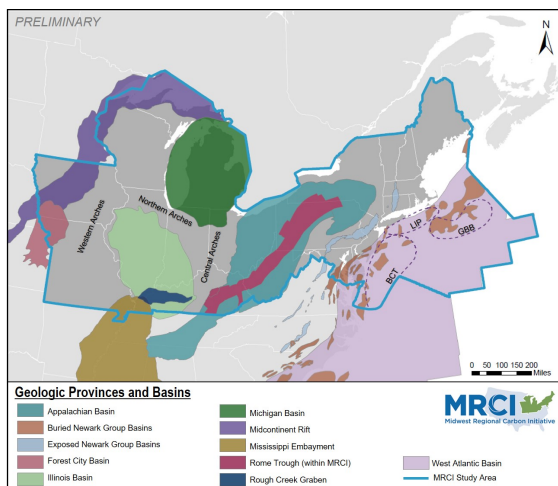 PRELIMINARY
N
Western Arches
Northern Arches
Central Arches
LIP
GBB
BCT
0 50 100 150 200
Miles
Geologic Provinces and Basins
Appalachian Basin
Buried Newark Group Basins
Exposed Newark Group Basins
Forest City Basin
Illinois Basin
Michigan Basin
Midcontinent Rift
Mississippi Embayment
Rome Trough (within MRCI)
Rough Creek Graben
MRCI
Midwest Regional Carbon Initiative
West Atlantic Basin
MRCI Study Area